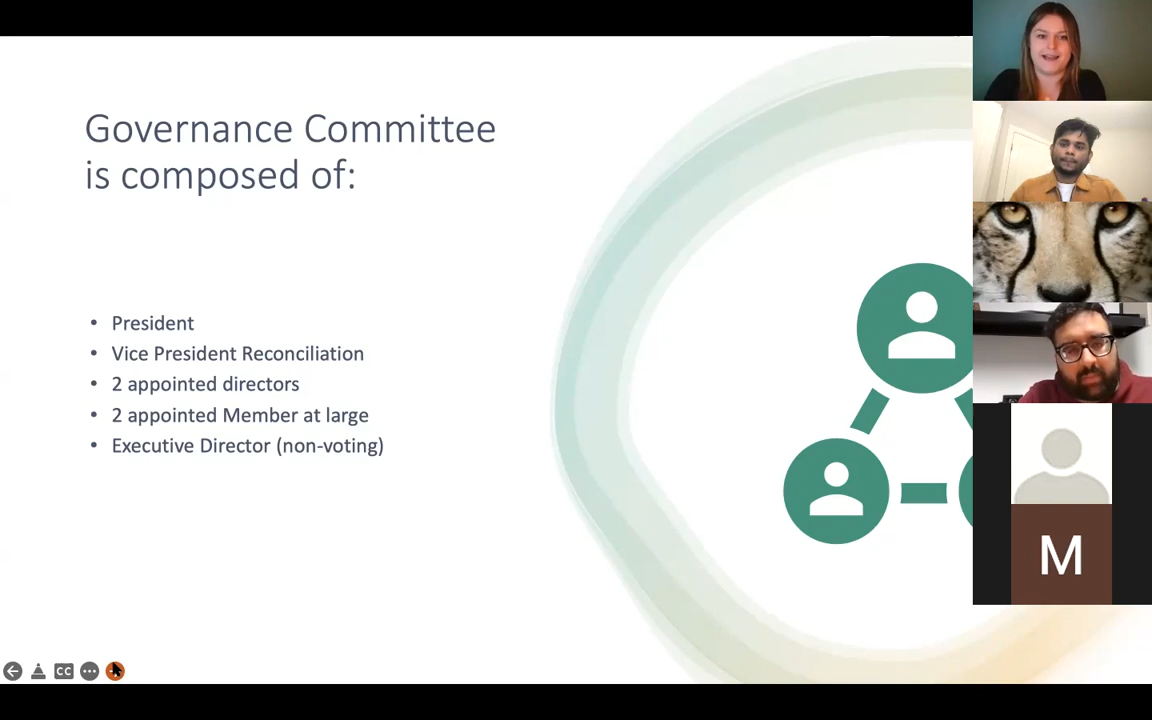 Governance Committee
is composed of:
• President
• Vice President Reconciliation
• 2 appointed directors
• 2 appointed Member at large
• Executive Director (non-voting)
M
CC